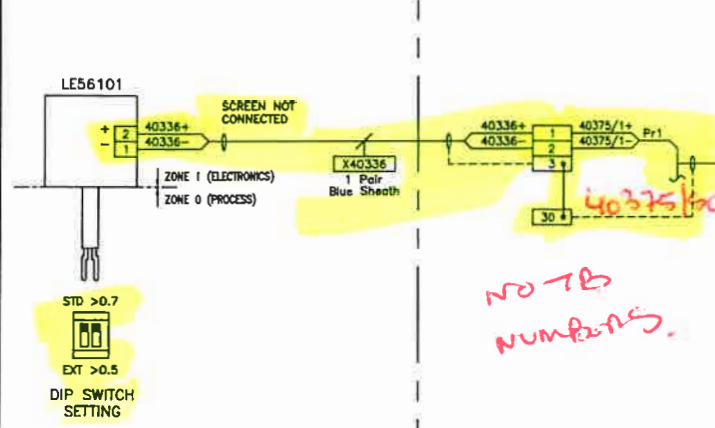 LE56101
SCREEN NOT
CONNECTED
+ 2 40336+
- 1 40336-
40336+ 1 40375/1+
40336- 2 40375/1- Pr1
3
X40336
1 Pair
Blue Sheath
ZONE 1 (ELECTRONICS)
ZONE 0 (PROCESS)
30
NOTE
NUMBERS.
STD >0.7
EXT >0.5
DIP SWITCH
SETTING